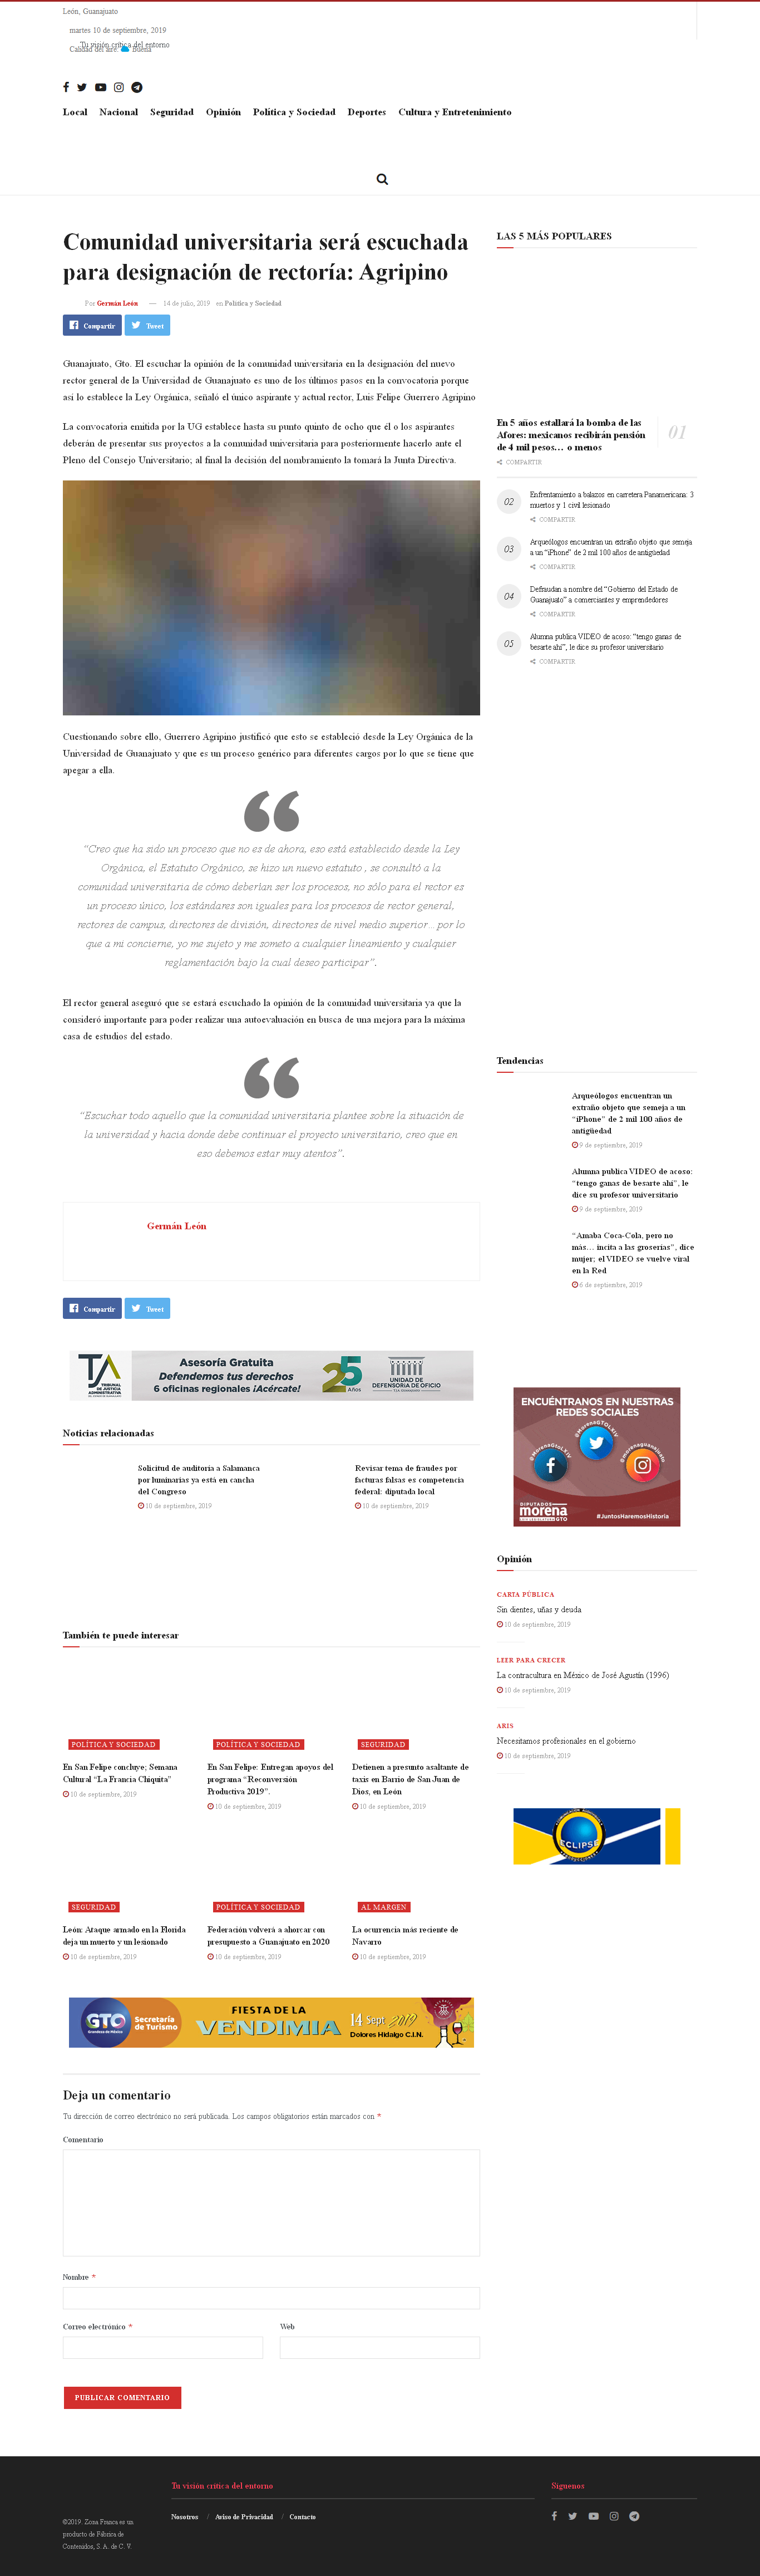 León, Guanajuato
martes 10 de septiembre, 2019
Tu visión crítica del entorno
Calidad del aire: Buena
Local Nacional Seguridad Opinión Política y Sociedad Deportes Cultura y Entretenimiento
Comunidad universitaria será escuchada
para designación de rectoría: Agripino
Por Germán León — 14 de julio, 2019 en Política y Sociedad
Compartir Tweet
Guanajuato, Gto. El escuchar la opinión de la comunidad universitaria en la designación del nuevo
rector general de la Universidad de Guanajuato es uno de los últimos pasos en la convocatoria porque
así lo establece la Ley Orgánica, señaló el único aspirante y actual rector, Luis Felipe Guerrero Agripino
La convocatoria emitida por la UG establece hasta su punto quinto de ocho que él o los aspirantes
deberán de presentar sus proyectos a la comunidad universitaria para posteriormente hacerlo ante el
Pleno del Consejo Universitario; al final la decisión del nombramiento la tomará la Junta Directiva.
Cuestionando sobre ello, Guerrero Agripino justificó que esto se estableció desde la Ley Orgánica de la
Universidad de Guanajuato y que es un proceso genérico para diferentes cargos por lo que se tiene que
apegar a ella.
“Creo que ha sido un proceso que no es de ahora, eso está establecido desde la Ley
Orgánica, el Estatuto Orgánico, se hizo un nuevo estatuto , se consultó a la
comunidad universitaria de cómo deberían ser los procesos, no sólo para el rector es
un proceso único, los estándares son iguales para los procesos de rector general,
rectores de campus, directores de división, directores de nivel medio superior… por lo
que a mi concierne, yo me sujeto y me someto a cualquier lineamiento y cualquier
reglamentación bajo la cual deseo participar”.
El rector general aseguró que se estará escuchado la opinión de la comunidad universitaria ya que la
consideró importante para poder realizar una autoevaluación en busca de una mejora para la máxima
casa de estudios del estado.
“Escuchar todo aquello que la comunidad universitaria plantee sobre la situación de
la universidad y hacia donde debe continuar el proyecto universitario, creo que en
eso debemos estar muy atentos”.
Germán León
Compartir Tweet
TJA
TRIBUNAL DE JUSTICIA ADMINISTRATIVA
Asesoría Gratuita
Defendemos tus derechos
6 oficinas regionales ¡Acércate!
25 Años
UNIDAD DE
DEFENSORÍA DE OFICIO
Noticias relacionadas
Solicitud de auditoría a Salamanca
por luminarias ya está en cancha
del Congreso
10 de septiembre, 2019
Revisar tema de fraudes por
facturas falsas es competencia
federal: diputada local
10 de septiembre, 2019
También te puede interesar
POLÍTICA Y SOCIEDAD
En San Felipe concluye; Semana
Cultural “La Francia Chiquita”
10 de septiembre, 2019
POLÍTICA Y SOCIEDAD
En San Felipe: Entregan apoyos del
programa “Reconversión
Productiva 2019”.
10 de septiembre, 2019
SEGURIDAD
Detienen a presunto asaltante de
taxis en Barrio de San Juan de
Dios, en León
10 de septiembre, 2019
SEGURIDAD
León: Ataque armado en la Florida
deja un muerto y un lesionado
10 de septiembre, 2019
POLÍTICA Y SOCIEDAD
Federación volverá a ahorcar con
presupuesto a Guanajuato en 2020
10 de septiembre, 2019
AL MARGEN
La ocurrencia más reciente de
Navarro
10 de septiembre, 2019
GTO
Grandeza de México
Secretaría de Turismo
FIESTA DE LA
VENDIMIA
14 Sept 2019
Dolores Hidalgo C.I.N.
Deja un comentario
Tu dirección de correo electrónico no será publicada. Los campos obligatorios están marcados con *
Comentario
Nombre *
Correo electrónico * Web
PUBLICAR COMENTARIO
LAS 5 MÁS POPULARES
En 5 años estallará la bomba de las
Afores: mexicanos recibirán pensión
de 4 mil pesos… o menos
01
COMPARTIR
02
Enfrentamiento a balazos en carretera Panamericana: 3
muertos y 1 civil lesionado
COMPARTIR
03
Arqueólogos encuentran un extraño objeto que semeja
a un “iPhone” de 2 mil 100 años de antigüedad
COMPARTIR
04
Defraudan a nombre del “Gobierno del Estado de
Guanajuato” a comerciantes y emprendedores
COMPARTIR
05
Alumna publica VIDEO de acoso: “tengo ganas de
besarte ahí”, le dice su profesor universitario
COMPARTIR
Tendencias
Arqueólogos encuentran un
extraño objeto que semeja a un
“iPhone” de 2 mil 100 años de
antigüedad
9 de septiembre, 2019
Alumna publica VIDEO de acoso:
“tengo ganas de besarte ahí”, le
dice su profesor universitario
9 de septiembre, 2019
“Amaba Coca-Cola, pero no
más… incita a las groserías”, dice
mujer; el VIDEO se vuelve viral
en la Red
6 de septiembre, 2019
ENCUÉNTRANOS EN NUESTRAS
REDES SOCIALES
@MorenaGtoLXIV
@MorenaGtoLXIV
@morenaguanajuato
DIPUTADOS
morena
LXIV LEGISLATURA GTO
#JuntosHaremosHistoria
Opinión
CARTA PÚBLICA
Sin dientes, uñas y deuda
10 de septiembre, 2019
LEER PARA CRECER
La contracultura en México de José Agustín (1996)
10 de septiembre, 2019
ARIS
Necesitamos profesionales en el gobierno
10 de septiembre, 2019
ECLIPSE
©2019. Zona Franca es un
producto de Fábrica de
Contenidos, S.A. de C.V.
Tu visión crítica del entorno
Nosotros / Aviso de Privacidad / Contacto
Síguenos